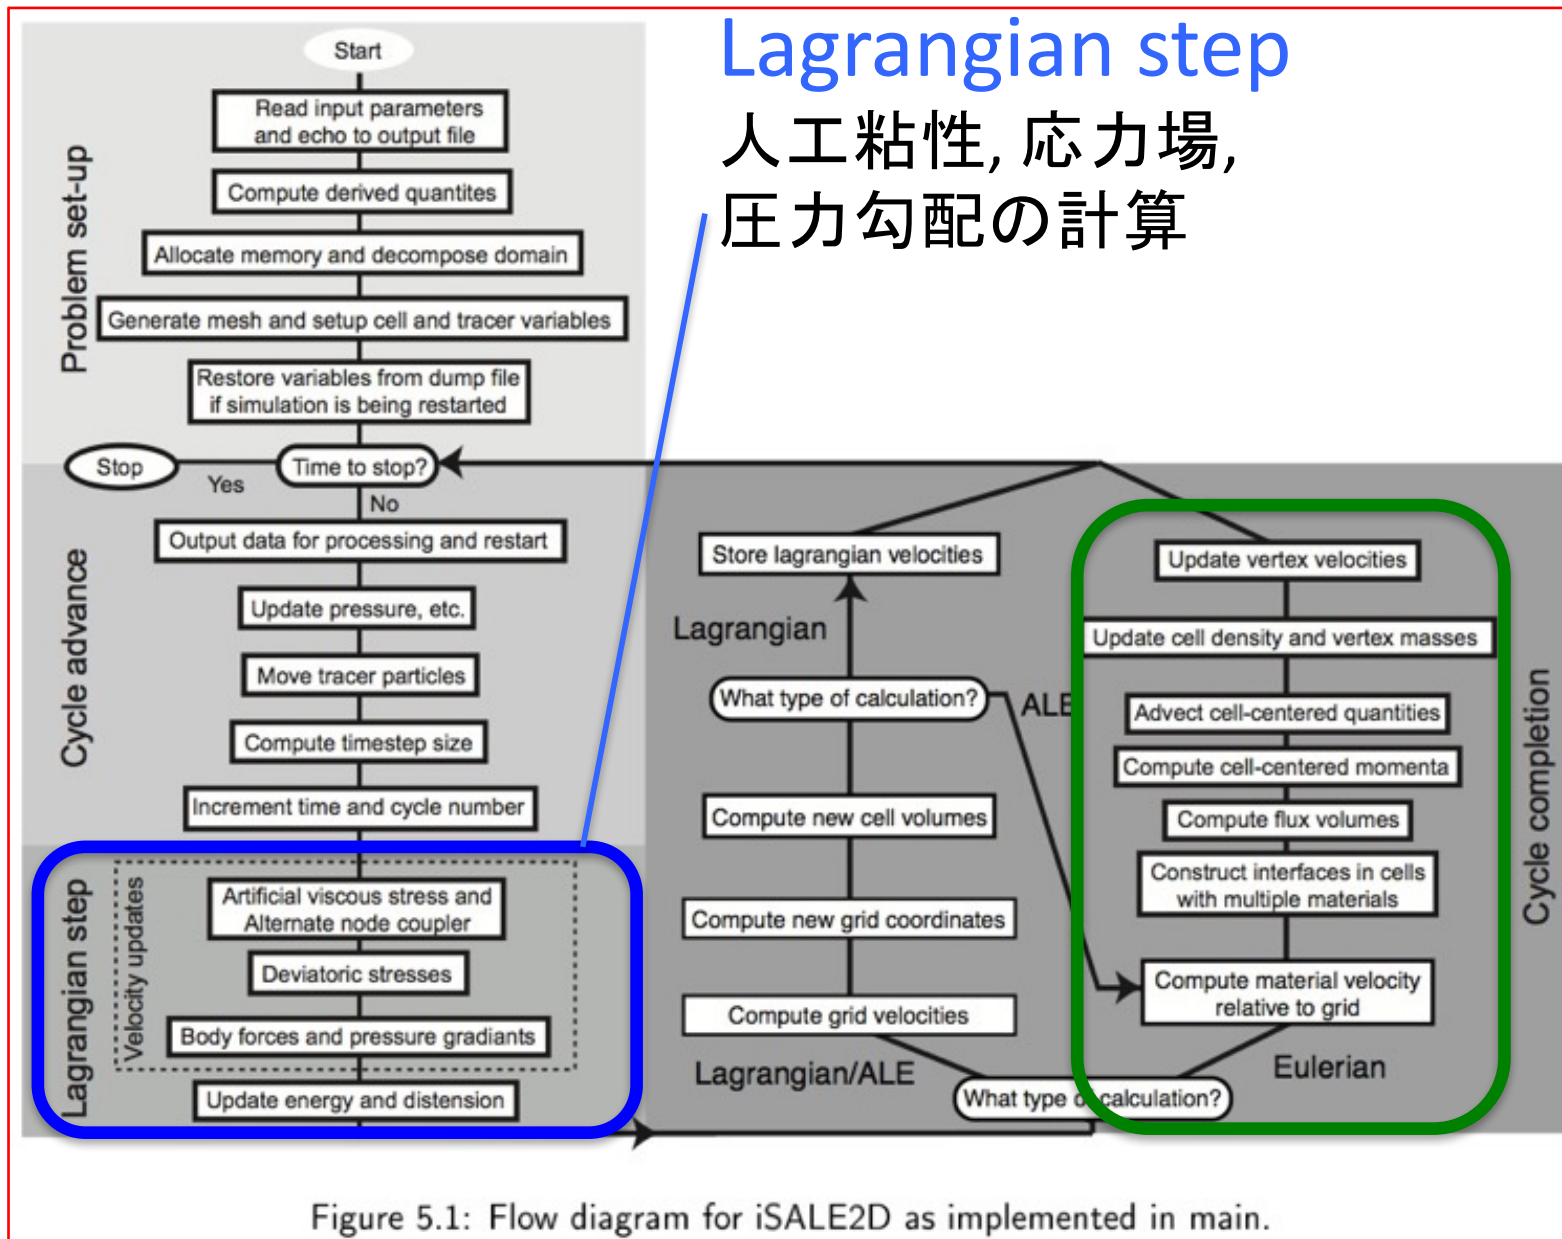 Lagrangian step
人工粘性, 応力場,
圧力勾配の計算
Problem set-up
Start
Read input parameters
and echo to output file
Compute derived quantites
Allocate memory and decompose domain
Generate mesh and setup cell and tracer variables
Restore variables from dump file
if simulation is being restarted
Cycle advance
Stop
Yes
Time to stop?
No
Output data for processing and restart
Update pressure, etc.
Move tracer particles
Compute timestep size
Increment time and cycle number
Lagrangian step
Velocity updates
Artificial viscous stress and
Alternate node coupler
Deviatoric stresses
Body forces and pressure gradiants
Update energy and distension
Store lagrangian velocities
Lagrangian
What type of calculation?
ALE
Compute new cell volumes
Compute new grid coordinates
Compute grid velocities
Lagrangian/ALE
What type of calculation?
Update vertex velocities
Update cell density and vertex masses
Advect cell-centered quantities
Compute cell-centered momenta
Compute flux volumes
Construct interfaces in cells
with multiple materials
Compute material velocity
relative to grid
Eulerian
Cycle completion
Figure 5.1: Flow diagram for iSALE2D as implemented in main.